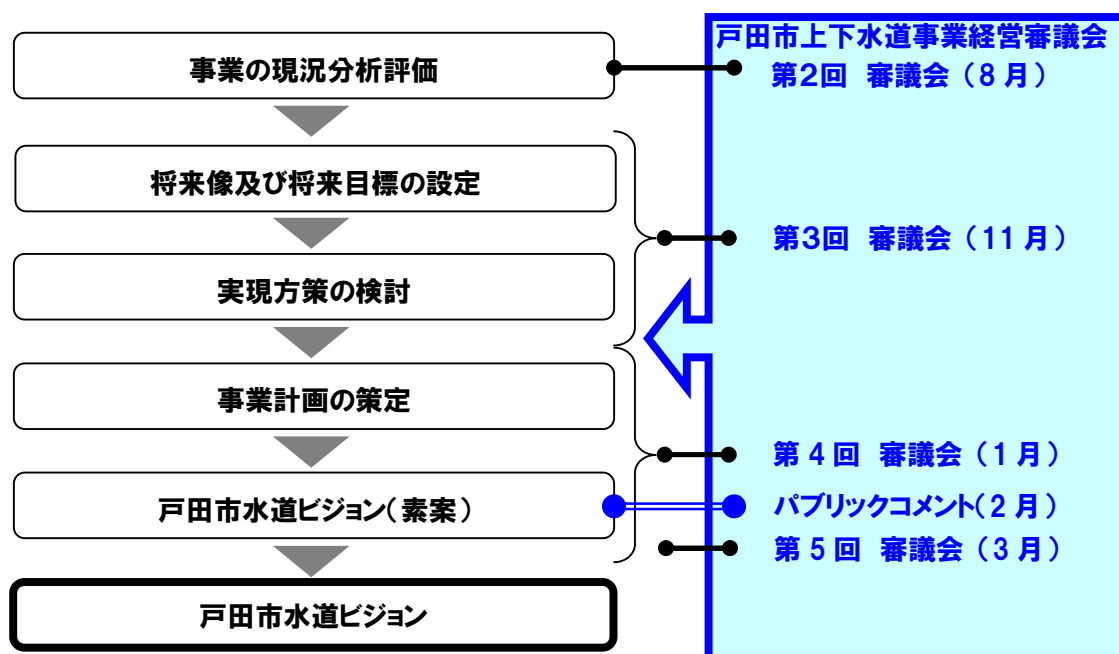 事業の現況分析評価
将来像及び将来目標の設定
実現方策の検討
事業計画の策定
戸田市水道ビジョン(素案)
戸田市水道ビジョン
戸田市上下水道事業経営審議会
第2回 審議会 (8月)
第3回 審議会 (11月)
第4回 審議会 (1月)
パブリックコメント(2月)
第5回 審議会 (3月)